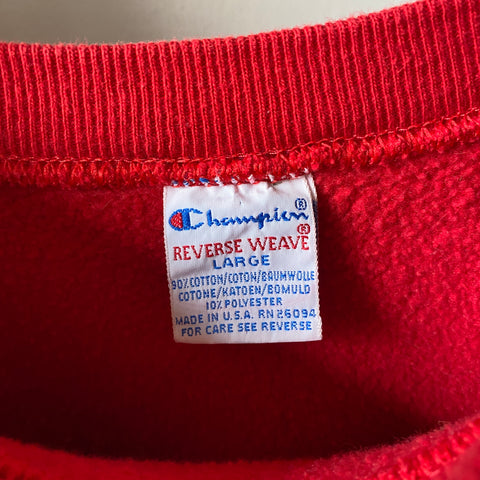 Champion®
REVERSE WEAVE®
LARGE
90% COTTON/COTON/BAUMWOLLE
COTONE/KATOEN/BOMULD
10% POLYESTER
MADE IN U.S.A. RN 26094
FOR CARE SEE REVERSE